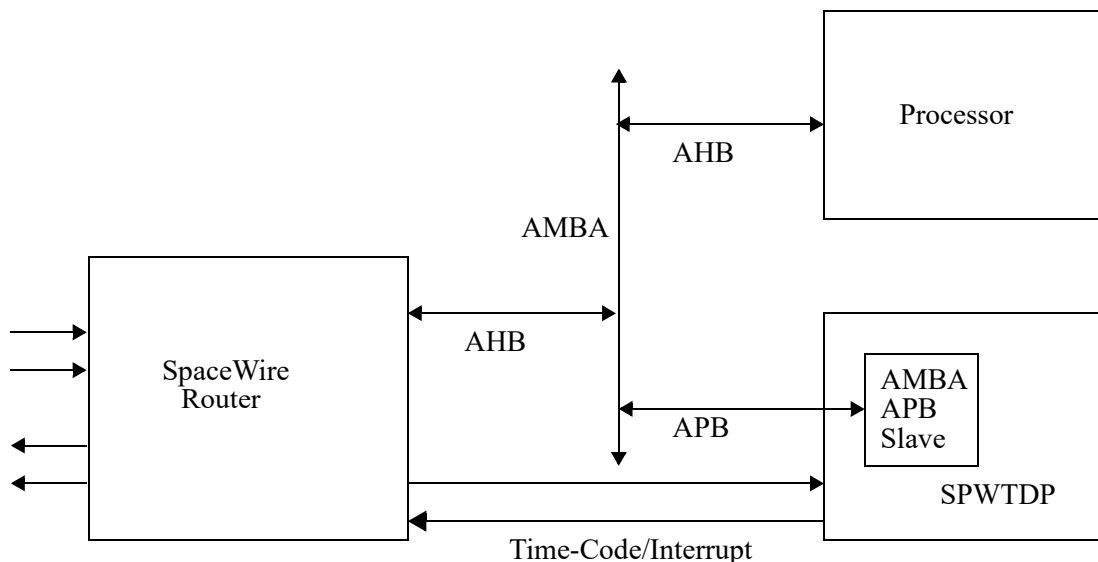 Processor
AHB
AMBA
AHB
SpaceWire
Router
AMBA
APB
Slave
APB
SPWTDP
Time-Code/Interrupt